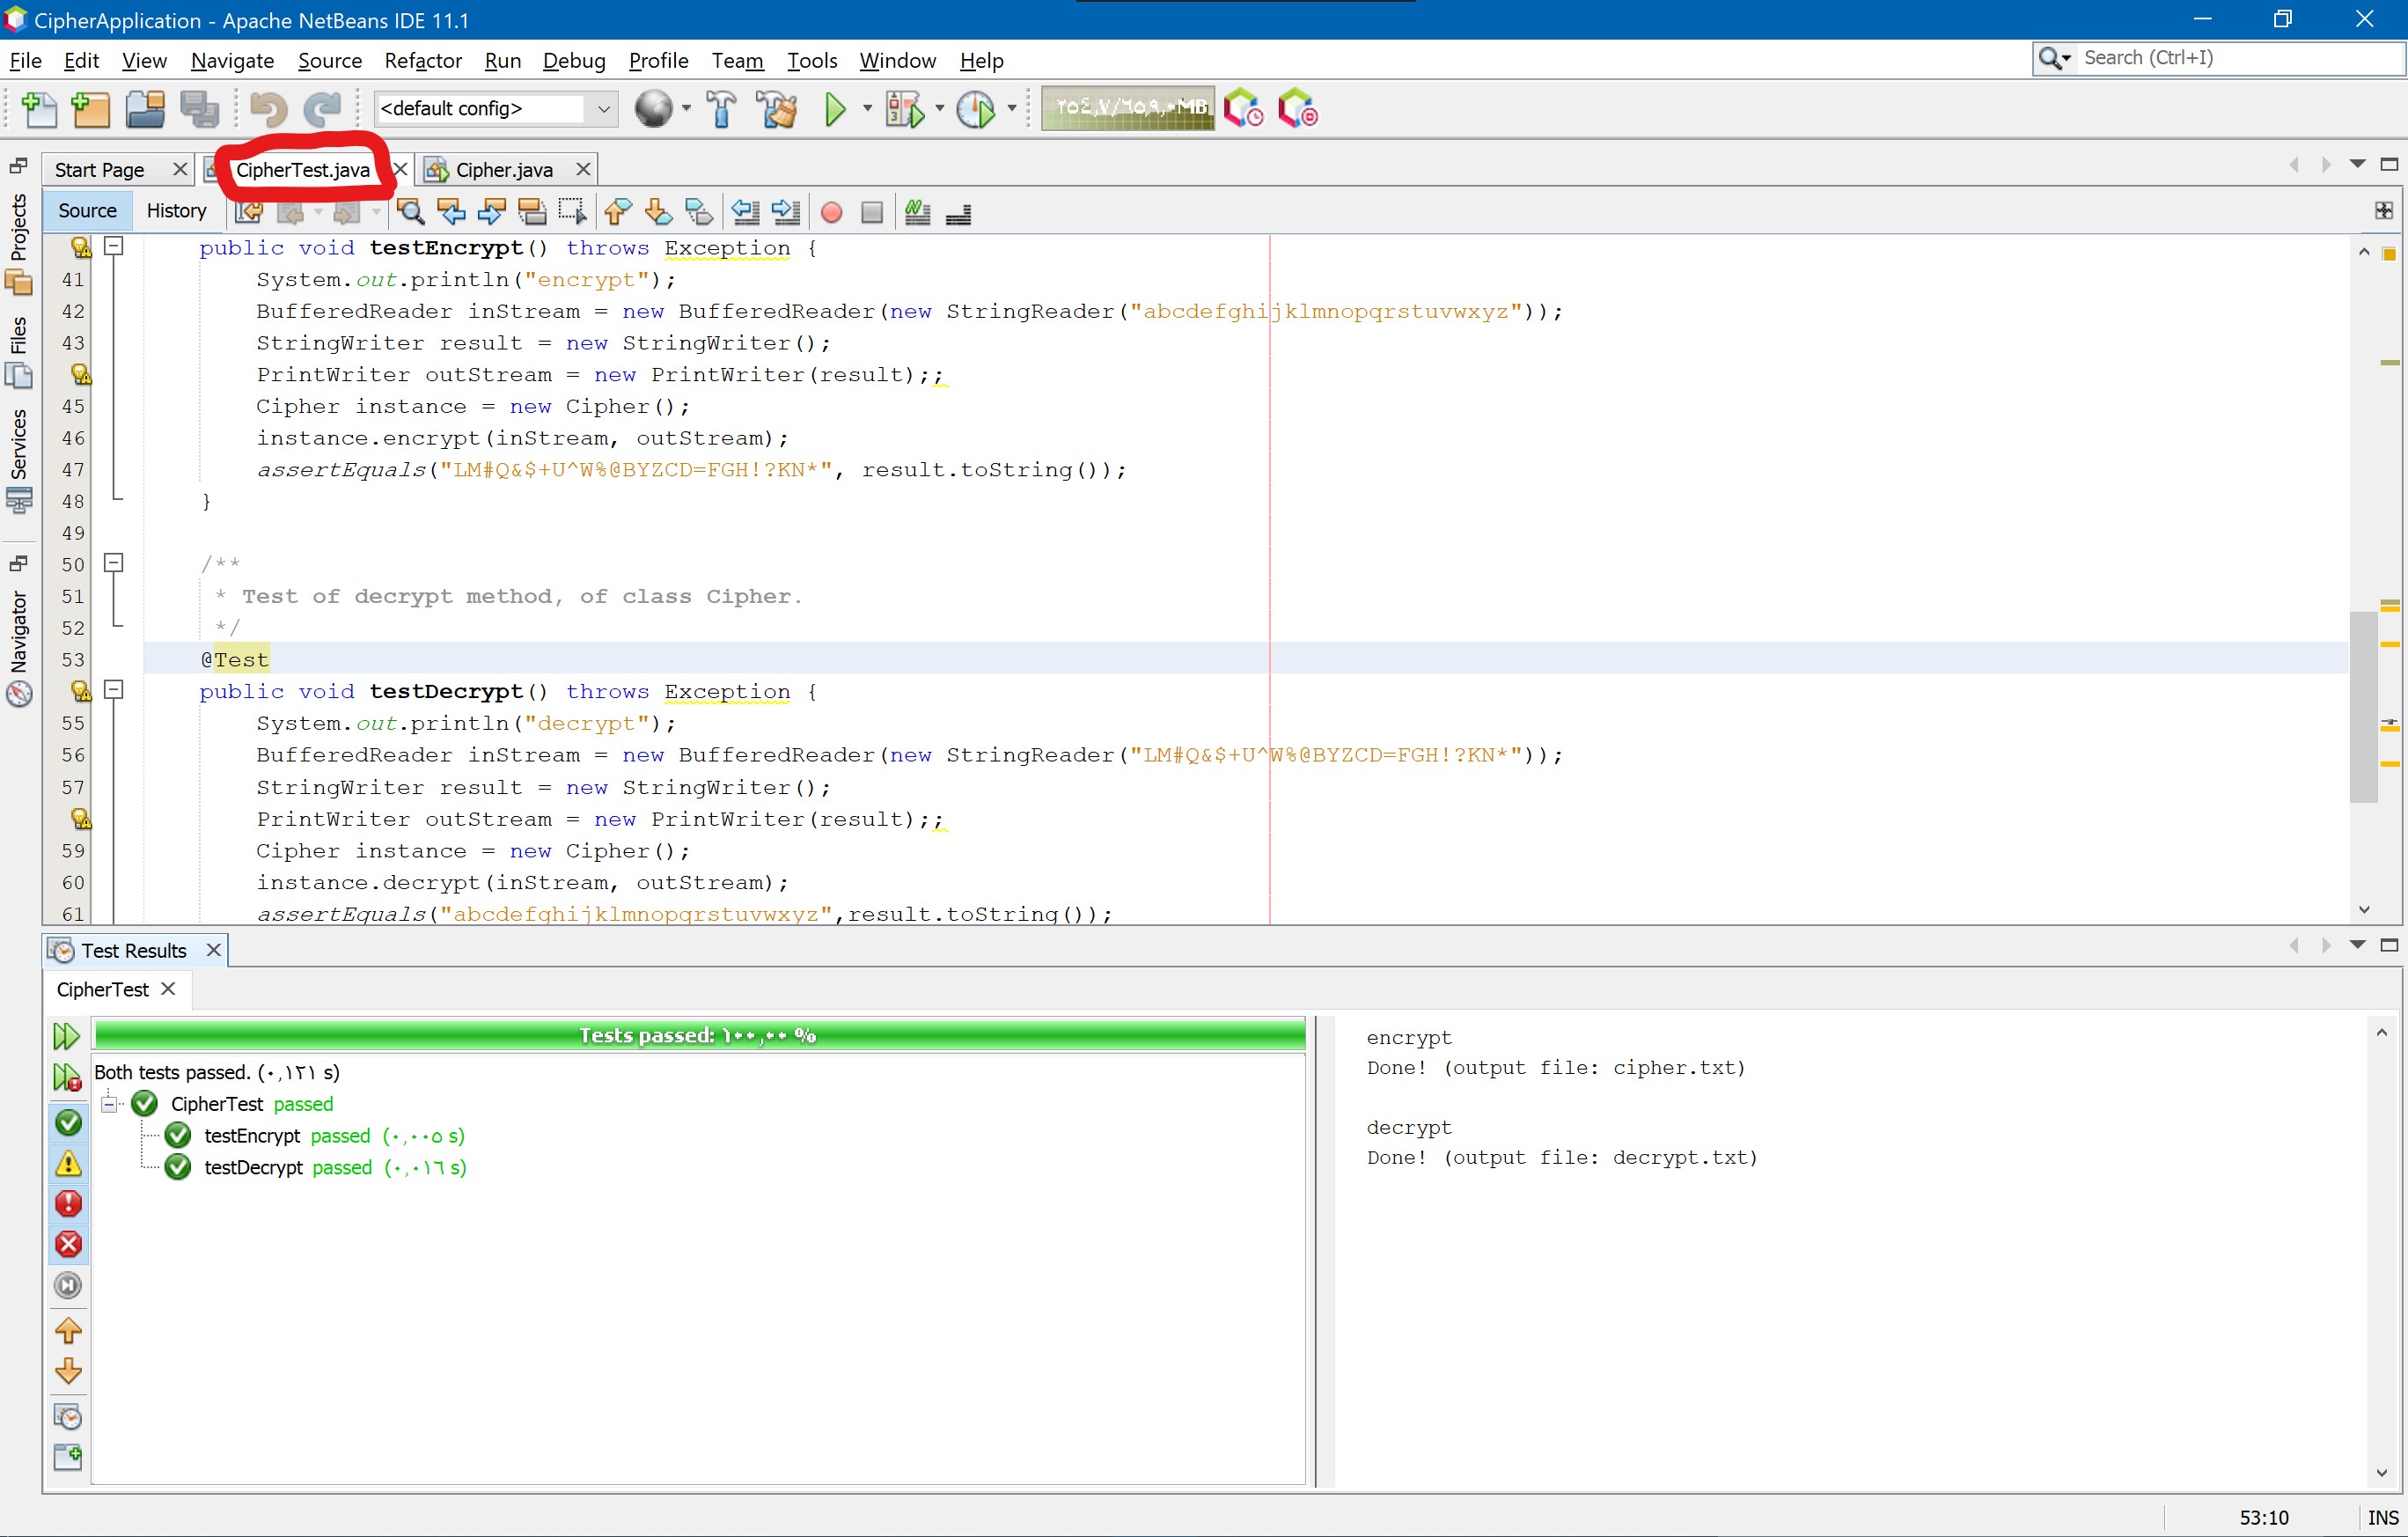 CipherApplication - Apache NetBeans IDE 11.1
File Edit View Navigate Source Refactor Run Debug Profile Team Tools Window Help
Search (Ctrl+I)
<default config>
٢٥٤,٧/٦٥٩,٠MB
Start Page CipherTest.java Cipher.java
Source History
Projects
Files
Services
Navigator
public void testEncrypt() throws Exception {
41 System.out.println("encrypt");
42 BufferedReader inStream = new BufferedReader(new StringReader("abcdefghijklmnopqrstuvwxyz"));
43 StringWriter result = new StringWriter();
PrintWriter outStream = new PrintWriter(result);;
45 Cipher instance = new Cipher();
46 instance.encrypt(inStream, outStream);
47 assertEquals("LM#Q&$+U^W%@BYZCD=FGH!?KN*", result.toString());
48 }
49
50 /**
51 * Test of decrypt method, of class Cipher.
52 */
53 @Test
public void testDecrypt() throws Exception {
55 System.out.println("decrypt");
56 BufferedReader inStream = new BufferedReader(new StringReader("LM#Q&$+U^W%@BYZCD=FGH!?KN*"));
57 StringWriter result = new StringWriter();
PrintWriter outStream = new PrintWriter(result);;
59 Cipher instance = new Cipher();
60 instance.decrypt(inStream, outStream);
61 assertEquals("abcdefghijklmnopqrstuvwxyz",result.toString());
Test Results
CipherTest
Tests passed: ١٠٠,٠٠ %
Both tests passed. (٠,١٢١ s)
CipherTest passed
testEncrypt passed (٠,٠٠٥ s)
testDecrypt passed (٠,٠١٦ s)
encrypt
Done! (output file: cipher.txt)
decrypt
Done! (output file: decrypt.txt)
53:10 INS